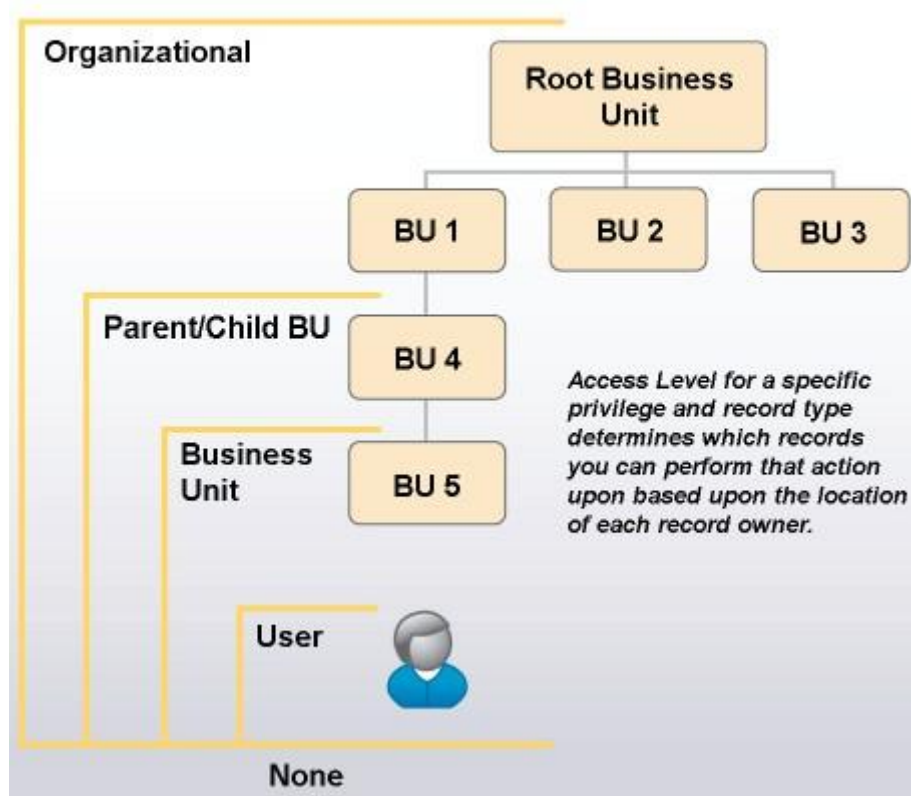 Organizational
Root Business
Unit
BU 1
BU 2
BU 3
Parent/Child BU
BU 4
Access Level for a specific
privilege and record type
determines which records
you can perform that action
upon based upon the location
of each record owner.
Business
Unit
BU 5
User
None